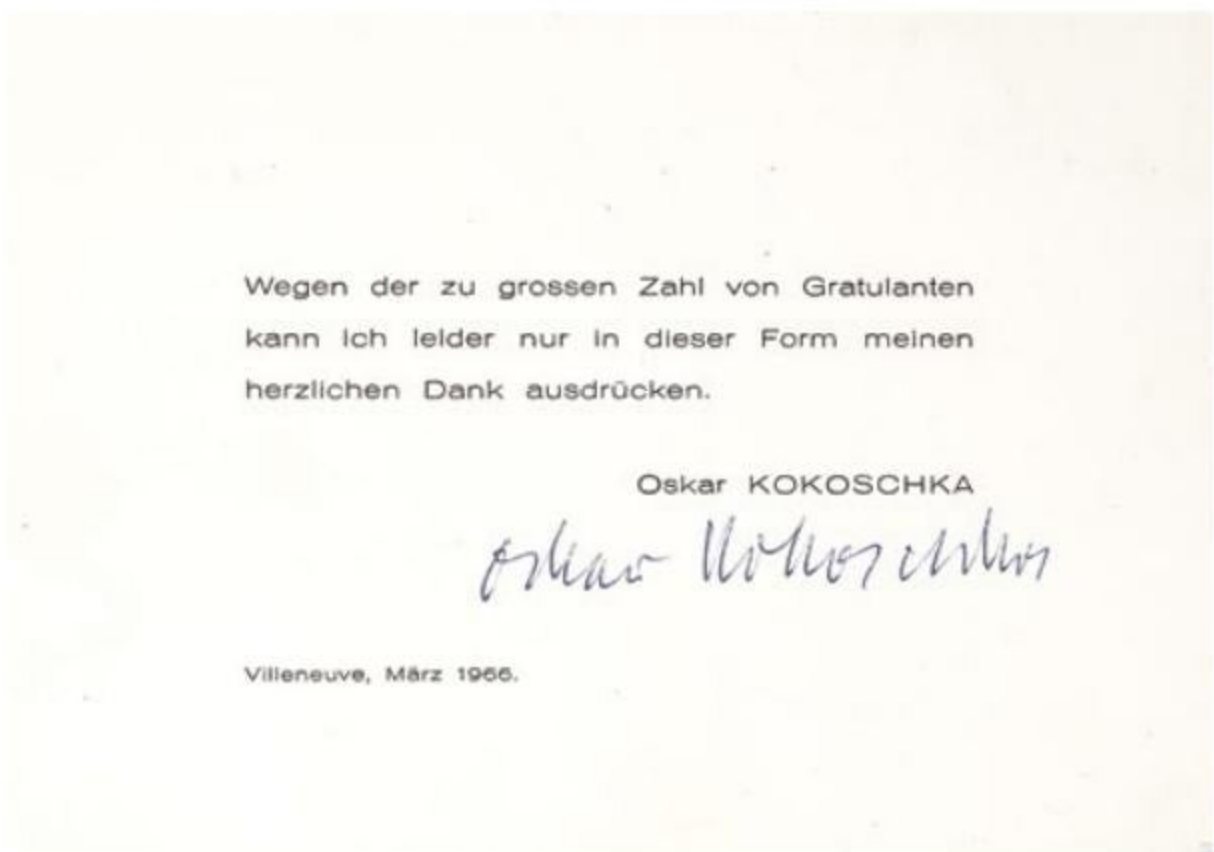 Wegen der zu grossen Zahl von Gratulanten
kann ich leider nur in dieser Form meinen
herzlichen Dank ausdrücken.
Oskar KOKOSCHKA
Oskar Kokoschka
Villeneuve, März 1966.